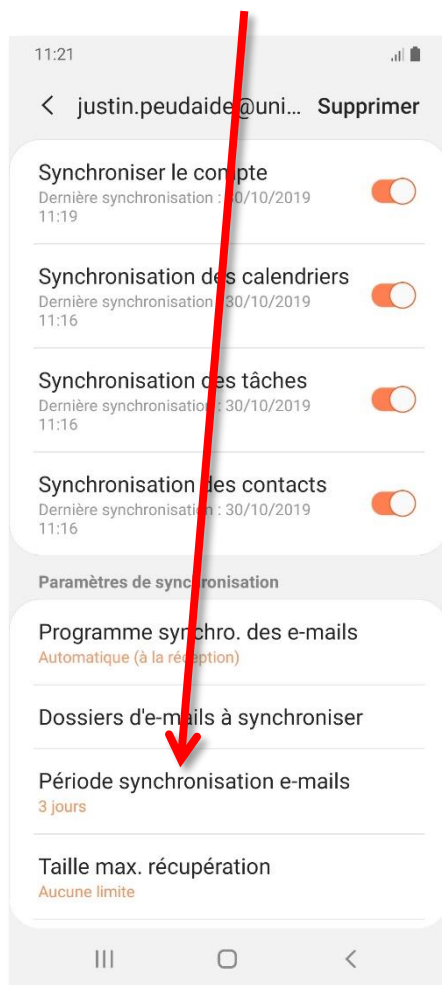 11:21
justin.peudaide@uni... Supprimer
Synchroniser le compte
Dernière synchronisation : 30/10/2019
11:19
Synchronisation des calendriers
Dernière synchronisation : 30/10/2019
11:16
Synchronisation des tâches
Dernière synchronisation : 30/10/2019
11:16
Synchronisation des contacts
Dernière synchronisation : 30/10/2019
11:16
Paramètres de synchronisation
Programme synchro. des e-mails
Automatique (à la réception)
Dossiers d'e-mails à synchroniser
Période synchronisation e-mails
3 jours
Taille max. récupération
Aucune limite